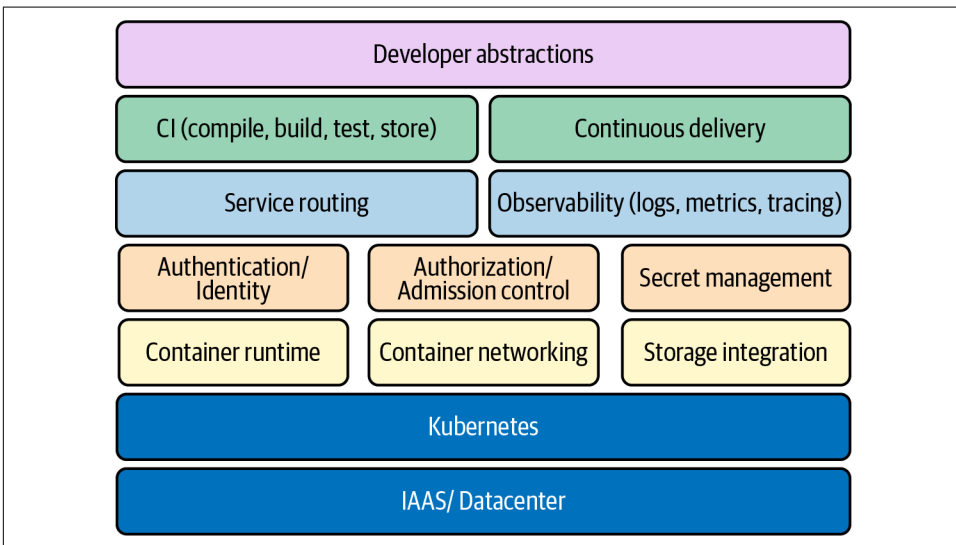 Developer abstractions
CI (compile, build, test, store)
Continuous delivery
Service routing
Observability (logs, metrics, tracing)
Authentication/
Identity
Authorization/
Admission control
Secret management
Container runtime
Container networking
Storage integration
Kubernetes
IAAS/ Datacenter